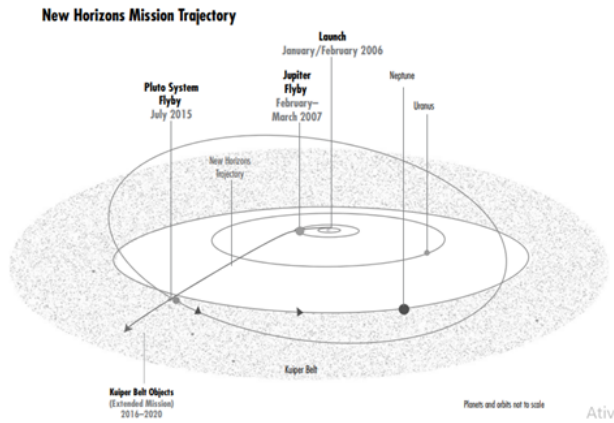 New Horizons Mission Trajectory
Launch
January/February 2006
Jupiter
Flyby
February–
March 2007
Neptune
Uranus
Pluto System
Flyby
July 2015
New Horizons
Trajectory
Kuiper Belt
Kuiper Belt Objects
(Extended Mission)
2016–2020
Planets and orbits not to scale
Ativ